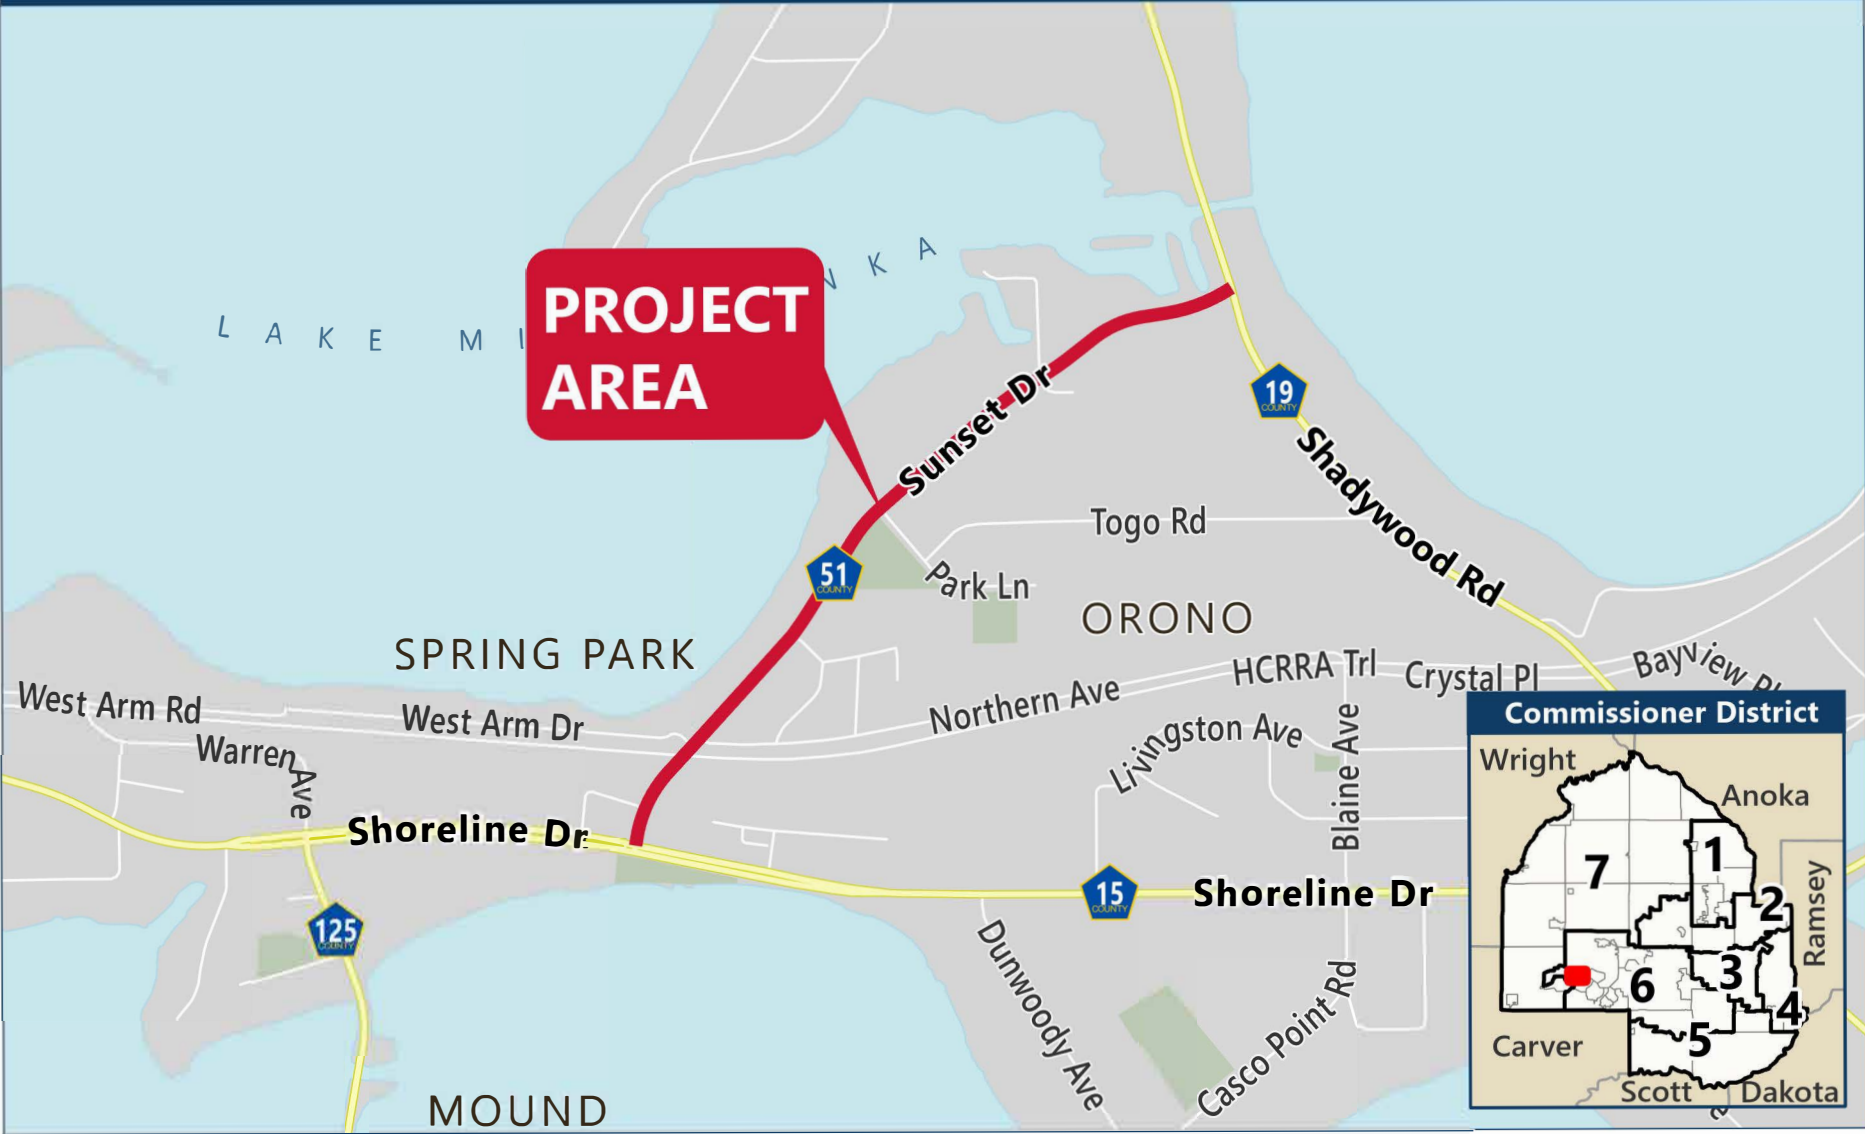 L A K E M I
N K A
PROJECT
AREA
Sunset Dr
19
COUNTY
Shadywood Rd
Togo Rd
51
COUNTY
Park Ln
ORONO
SPRING PARK
HCRRA Trl
Crystal Pl
Bayview Pl
West Arm Rd
West Arm Dr
Northern Ave
Warren Ave
Livingston Ave
Blaine Ave
Shoreline Dr
15
COUNTY
Shoreline Dr
125
COUNTY
Dunwoody Ave
Casco Point Rd
MOUND
Commissioner District
Wright
Anoka
1
7
2
Ramsey
3
6
4
5
Carver
Scott
Dakota